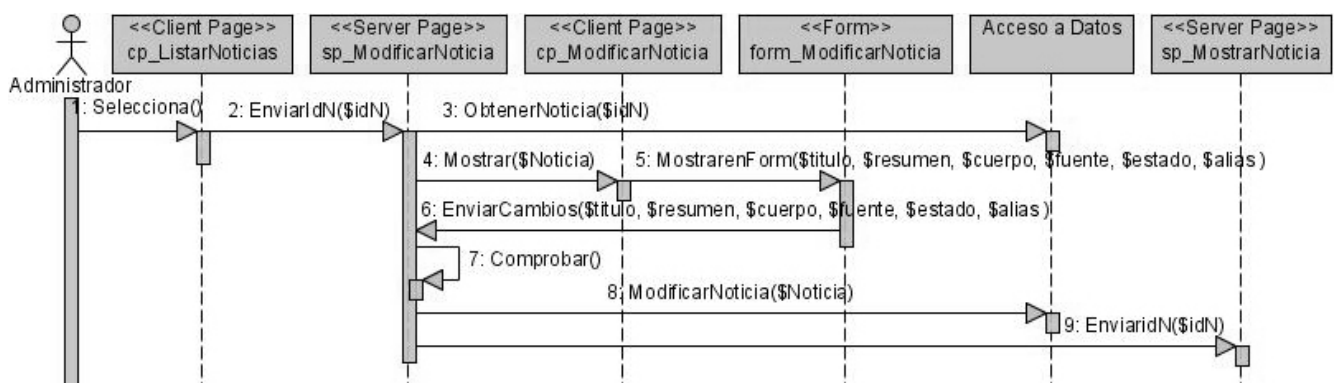 <<Client Page>>
cp_ListarNoticias
<<Server Page>>
sp_ModificarNoticia
<<Client Page>>
cp_ModificarNoticia
<<Form>>
form_ModificarNoticia
Acceso a Datos
<<Server Page>>
sp_MostrarNoticia
Administrador
1: Selecciona()
2: EnviarIdN($idN)
3: ObtenerNoticia($idN)
4: Mostrar($Noticia)
5: MostrarenForm($titulo, $resumen, $cuerpo, $fuente, $estado, $alias )
6: EnviarCambios($titulo, $resumen, $cuerpo, $fuente, $estado, $alias )
7: Comprobar()
8: ModificarNoticia($Noticia)
9: EnviaridN($idN)